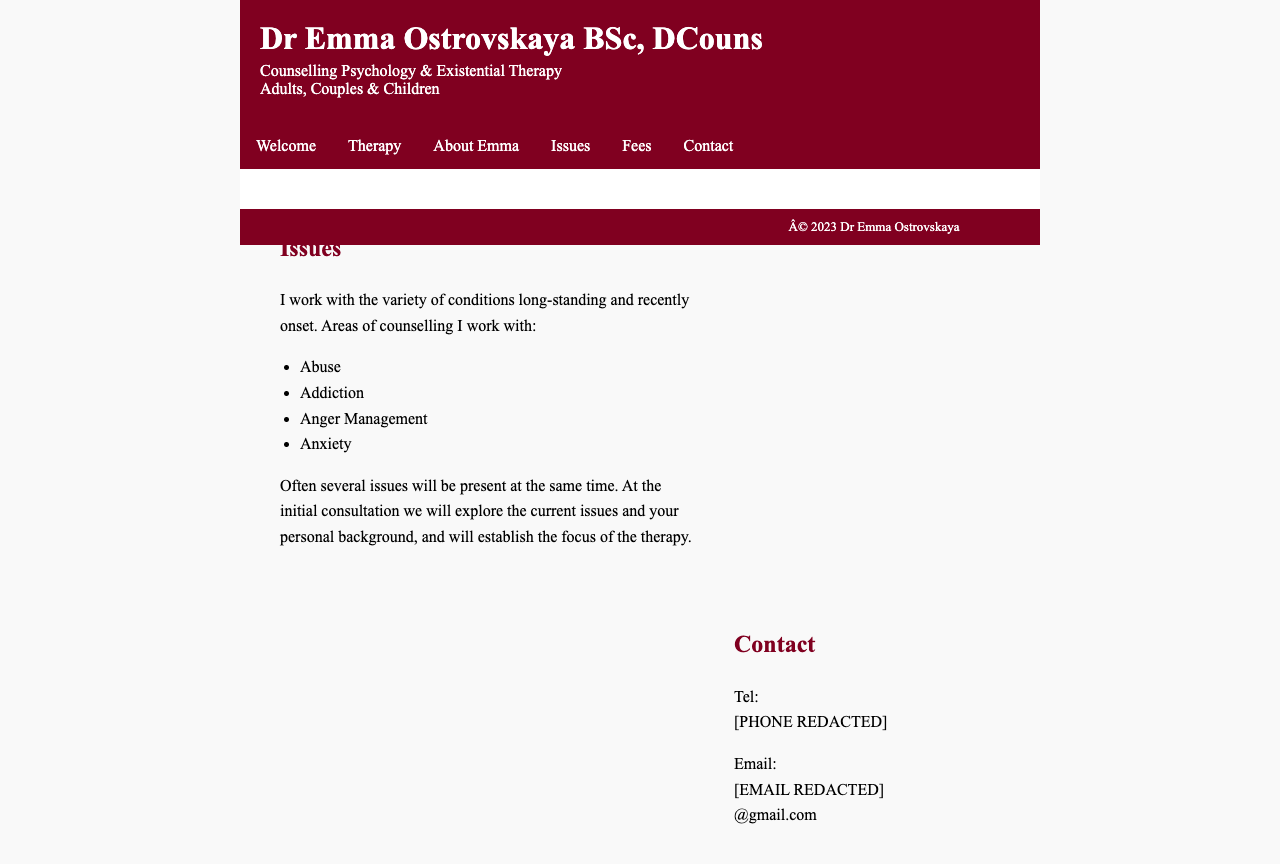 Dr Emma Ostrovskaya BSc, DCouns
Counselling Psychology & Existential Therapy
Adults, Couples & Children
Welcome Therapy About Emma Issues Fees Contact
Â© 2023 Dr Emma Ostrovskaya
Issues
I work with the variety of conditions long-standing and recently
onset. Areas of counselling I work with:
• Abuse
• Addiction
• Anger Management
• Anxiety
Often several issues will be present at the same time. At the
initial consultation we will explore the current issues and your
personal background, and will establish the focus of the therapy.
Contact
Tel:
[PHONE REDACTED]
Email:
[EMAIL REDACTED]
@gmail.com